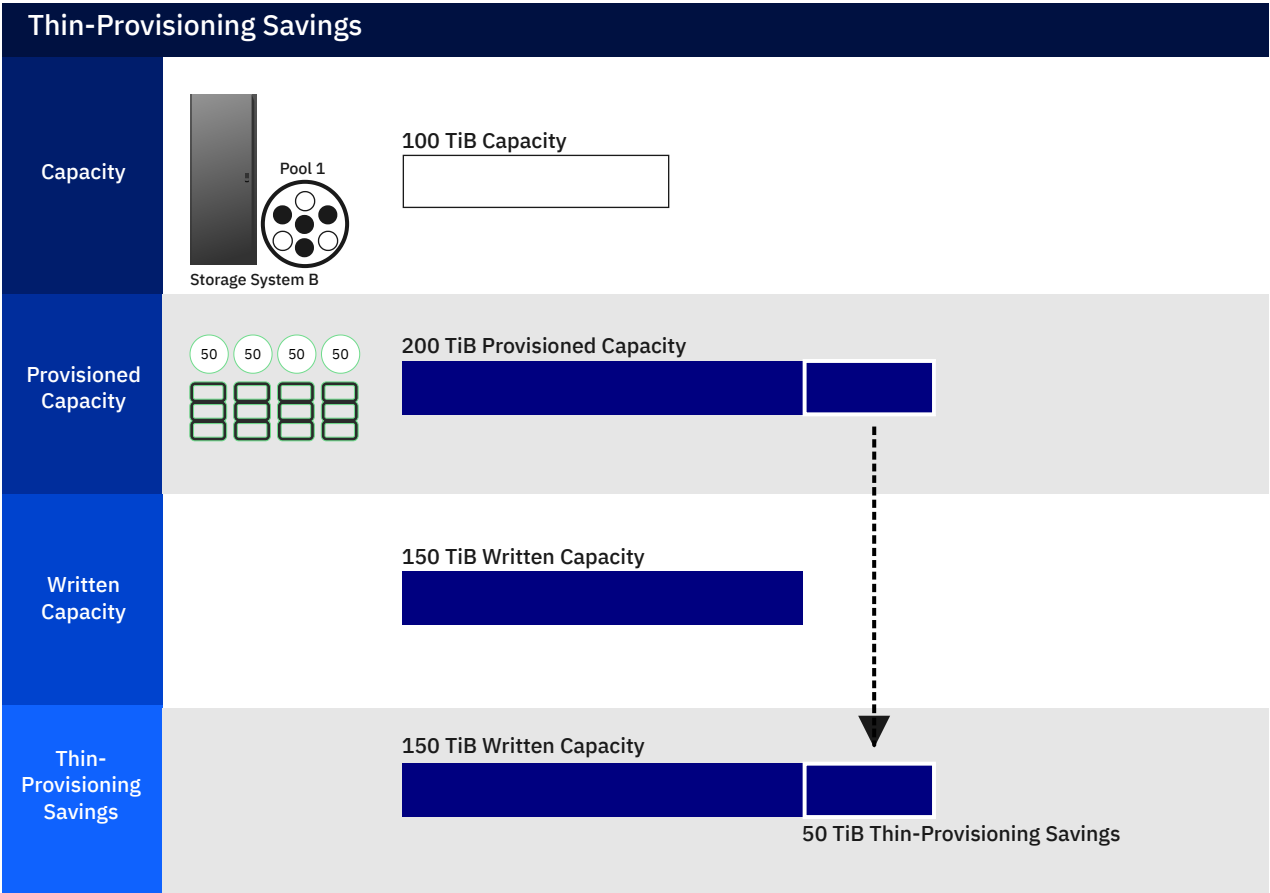 Thin-Provisioning Savings
Capacity
Pool 1
Storage System B
100 TiB Capacity
Provisioned
Capacity
50 50 50 50
200 TiB Provisioned Capacity
Written
Capacity
150 TiB Written Capacity
Thin-
Provisioning
Savings
150 TiB Written Capacity
50 TiB Thin-Provisioning Savings